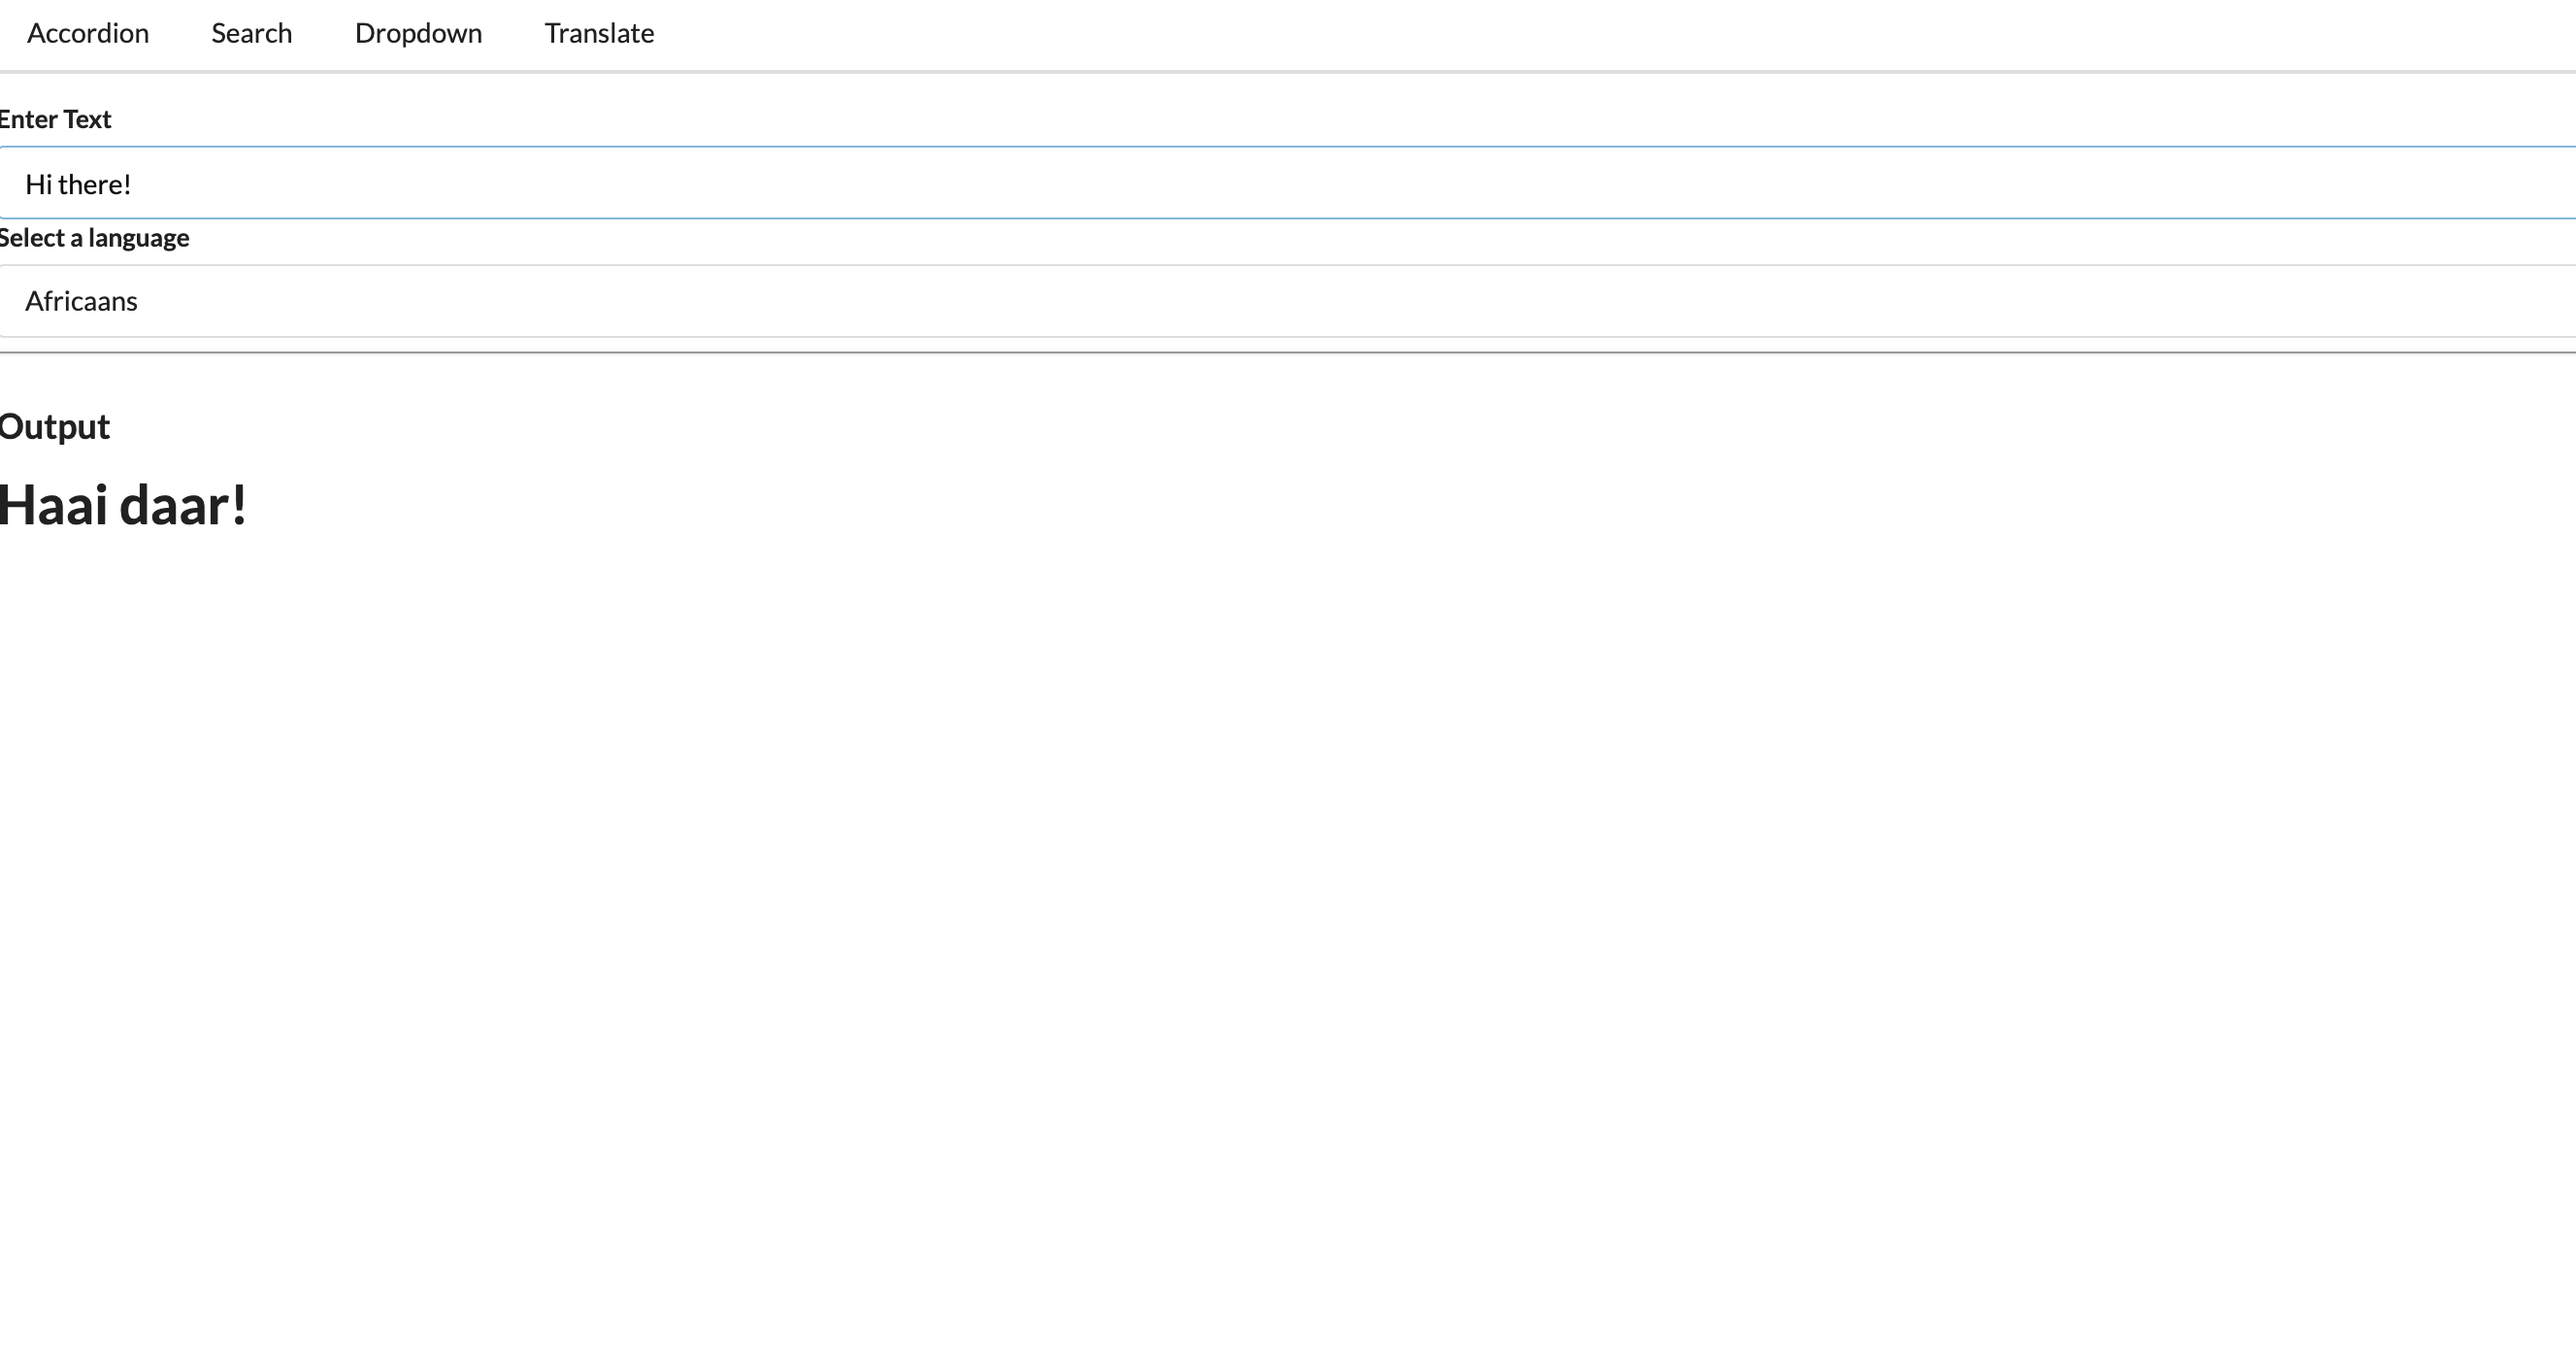 Accordion Search Dropdown Translate
Enter Text
Hi there!
Select a language
Africaans
Output
Haai daar!